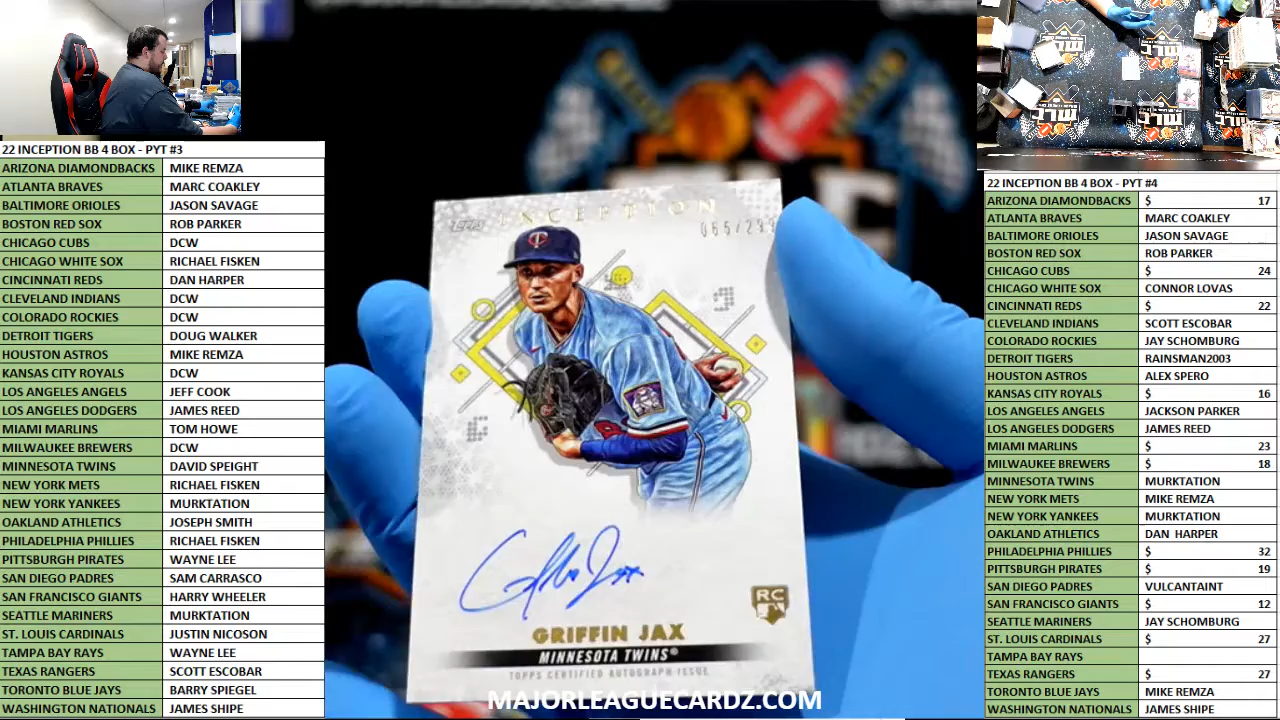 22 INCEPTION BB 4 BOX - PYT #3
ARIZONA DIAMONDBACKS MIKE REMZA
ATLANTA BRAVES MARC COAKLEY
BALTIMORE ORIOLES JASON SAVAGE
BOSTON RED SOX ROB PARKER
CHICAGO CUBS DCW
CHICAGO WHITE SOX RICHAEL FISKEN
CINCINNATI REDS DAN HARPER
CLEVELAND INDIANS DCW
COLORADO ROCKIES DCW
DETROIT TIGERS DOUG WALKER
HOUSTON ASTROS MIKE REMZA
KANSAS CITY ROYALS DCW
LOS ANGELES ANGELS JEFF COOK
LOS ANGELES DODGERS JAMES REED
MIAMI MARLINS TOM HOWE
MILWAUKEE BREWERS DCW
MINNESOTA TWINS DAVID SPEIGHT
NEW YORK METS RICHAEL FISKEN
NEW YORK YANKEES MURKTATION
OAKLAND ATHLETICS JOSEPH SMITH
PHILADELPHIA PHILLIES RICHAEL FISKEN
PITTSBURGH PIRATES WAYNE LEE
SAN DIEGO PADRES SAM CARRASCO
SAN FRANCISCO GIANTS HARRY WHEELER
SEATTLE MARINERS MURKTATION
ST. LOUIS CARDINALS JUSTIN NICOSON
TAMPA BAY RAYS WAYNE LEE
TEXAS RANGERS SCOTT ESCOBAR
TORONTO BLUE JAYS BARRY SPIEGEL
WASHINGTON NATIONALS JAMES SHIPE
TOPPS INCEPTION
GRIFFIN JAX
RC
MINNESOTA TWINS®
TOPPS CERTIFIED AUTOGRAPH ISSUE
MAJORLEAGUECARDZ.COM
22 INCEPTION BB 4 BOX - PYT #4
ARIZONA DIAMONDBACKS $ 17
ATLANTA BRAVES MARC COAKLEY
BALTIMORE ORIOLES JASON SAVAGE
BOSTON RED SOX ROB PARKER
CHICAGO CUBS $ 24
CHICAGO WHITE SOX CONNOR LOVAS
CINCINNATI REDS $ 22
CLEVELAND INDIANS SCOTT ESCOBAR
COLORADO ROCKIES JAY SCHOMBURG
DETROIT TIGERS RAINSMAN2003
HOUSTON ASTROS ALEX SPERO
KANSAS CITY ROYALS $ 16
LOS ANGELES ANGELS JACKSON PARKER
LOS ANGELES DODGERS JAMES REED
MIAMI MARLINS $ 23
MILWAUKEE BREWERS $ 18
MINNESOTA TWINS MURKTATION
NEW YORK METS MIKE REMZA
NEW YORK YANKEES MURKTATION
OAKLAND ATHLETICS DAN HARPER
PHILADELPHIA PHILLIES $ 32
PITTSBURGH PIRATES $ 19
SAN DIEGO PADRES VULCANTAINT
SAN FRANCISCO GIANTS $ 12
SEATTLE MARINERS JAY SCHOMBURG
ST. LOUIS CARDINALS $ 27
TAMPA BAY RAYS
TEXAS RANGERS $ 27
TORONTO BLUE JAYS MIKE REMZA
WASHINGTON NATIONALS JAMES SHIPE